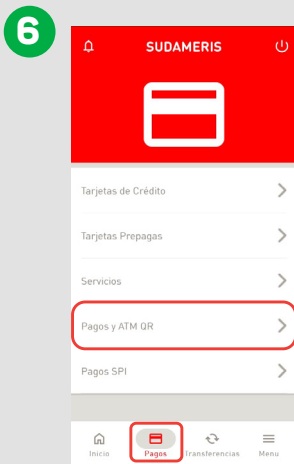 6
SUDAMERIS
Tarjetas de Crédito
Tarjetas Prepagas
Servicios
Pagos y ATM QR
Pagos SPI
Inicio Pagos Transferencias Menu